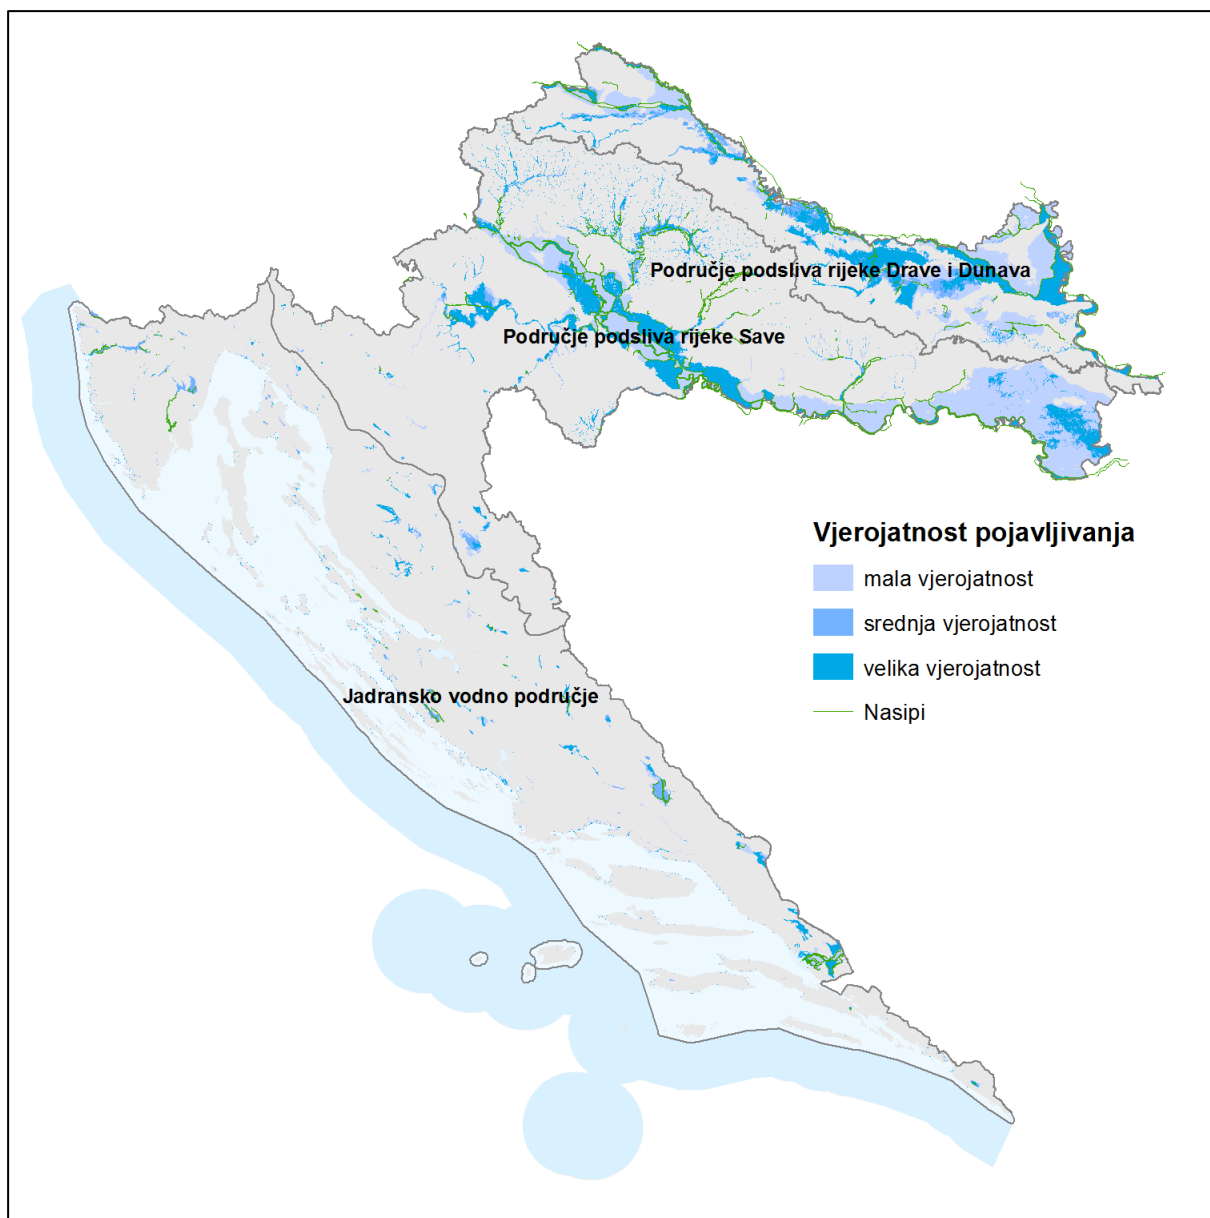 Područje podsliva rijeke Drave i Dunava
Područje podsliva rijeke Save
Vjerojatnost pojavljivanja
mala vjerojatnost
srednja vjerojatnost
velika vjerojatnost
Nasipi
Jadransko vodno područje